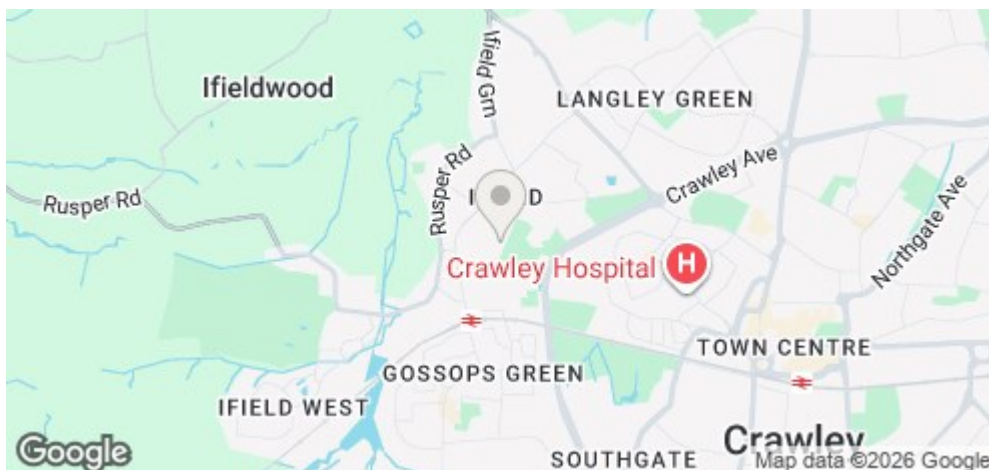 Ifield Grn
Ifieldwood
LANGLEY GREEN
Rusper Rd
Crawley Ave
Rusper Rd
I D
Northgate Ave
Crawley Hospital H
TOWN CENTRE
GOSSOPS GREEN
IFIELD WEST
Crawley
SOUTHGATE
Google
Map data ©2026 Google